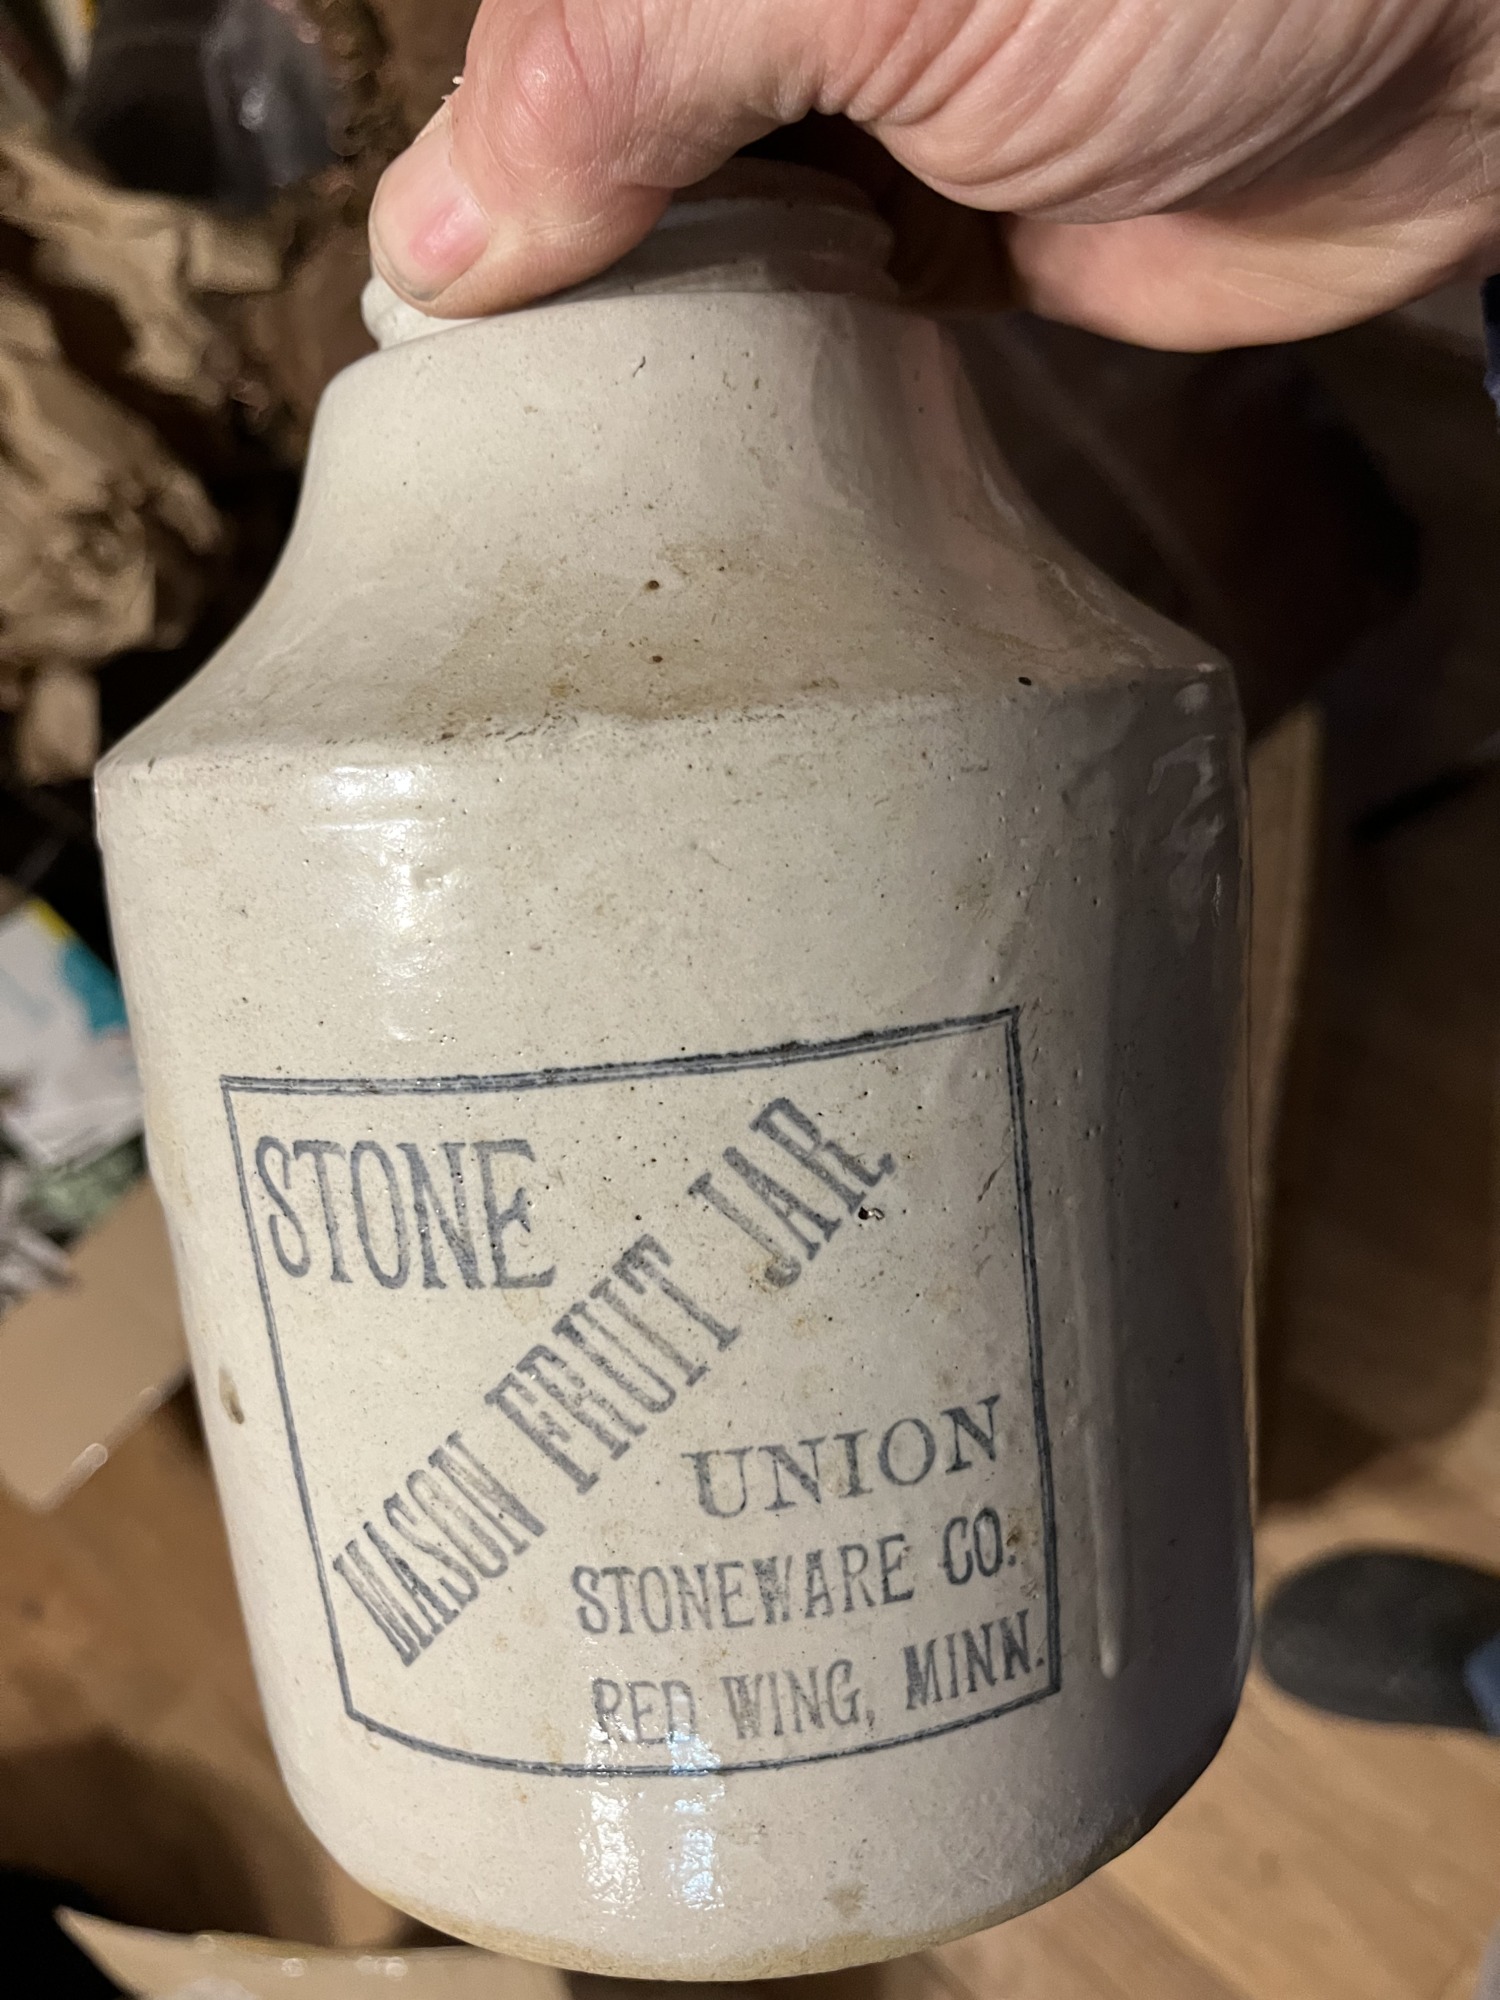 STONE
MASON FRUIT JAR
UNION
STONEWARE CO.
RED WING, MINN.